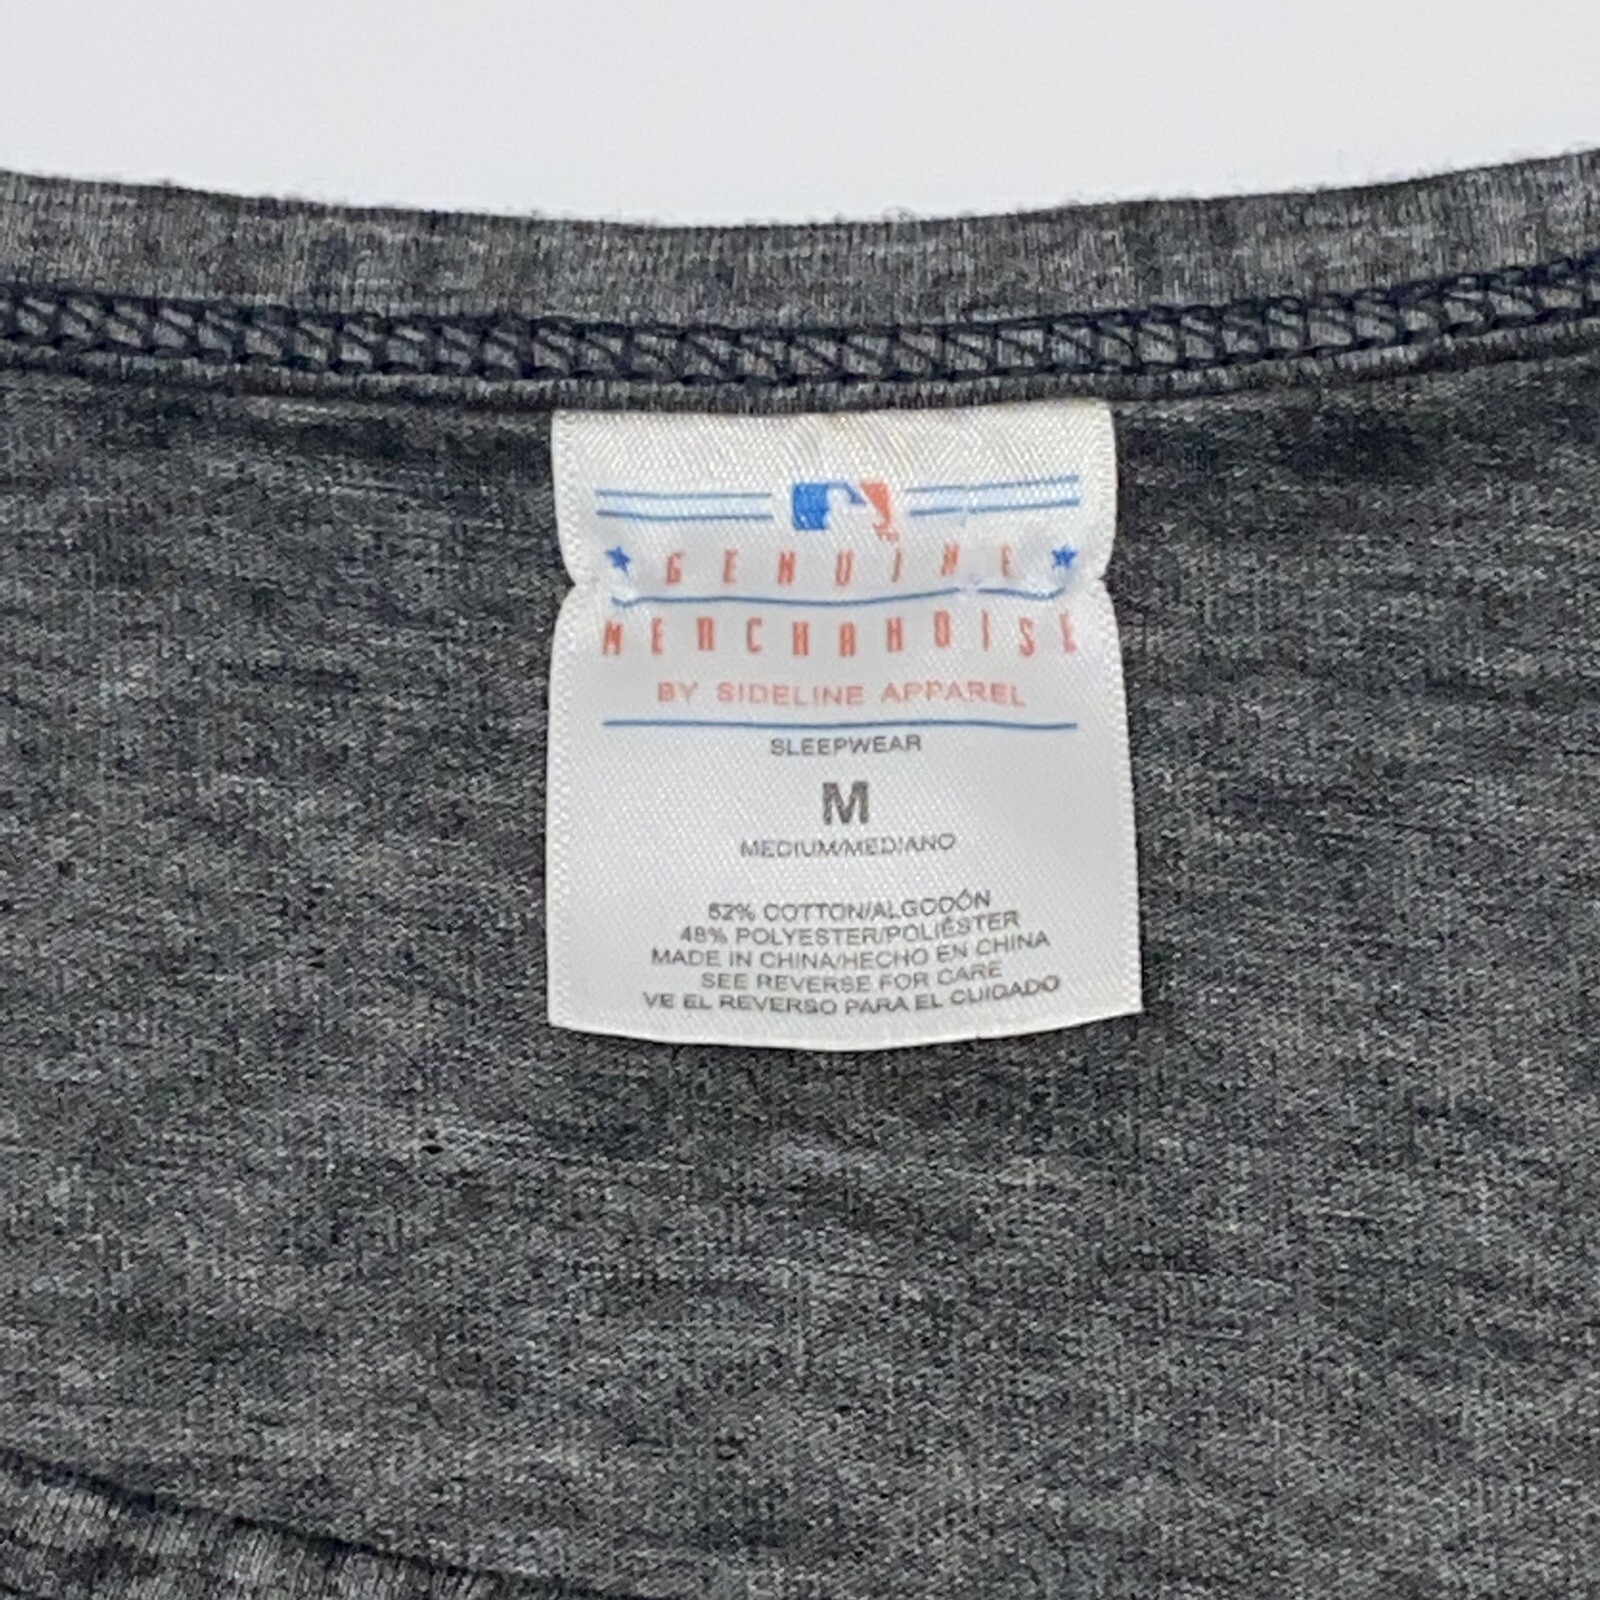 GENUINE
MERCHANDISE
BY SIDELINE APPAREL
SLEEPWEAR
M
MEDIUM/MEDIANO
52% COTTON/ALGODÓN
48% POLYESTER/POLIÉSTER
MADE IN CHINA/HECHO EN CHINA
SEE REVERSE FOR CARE
VE EL REVERSO PARA EL CUIDADO